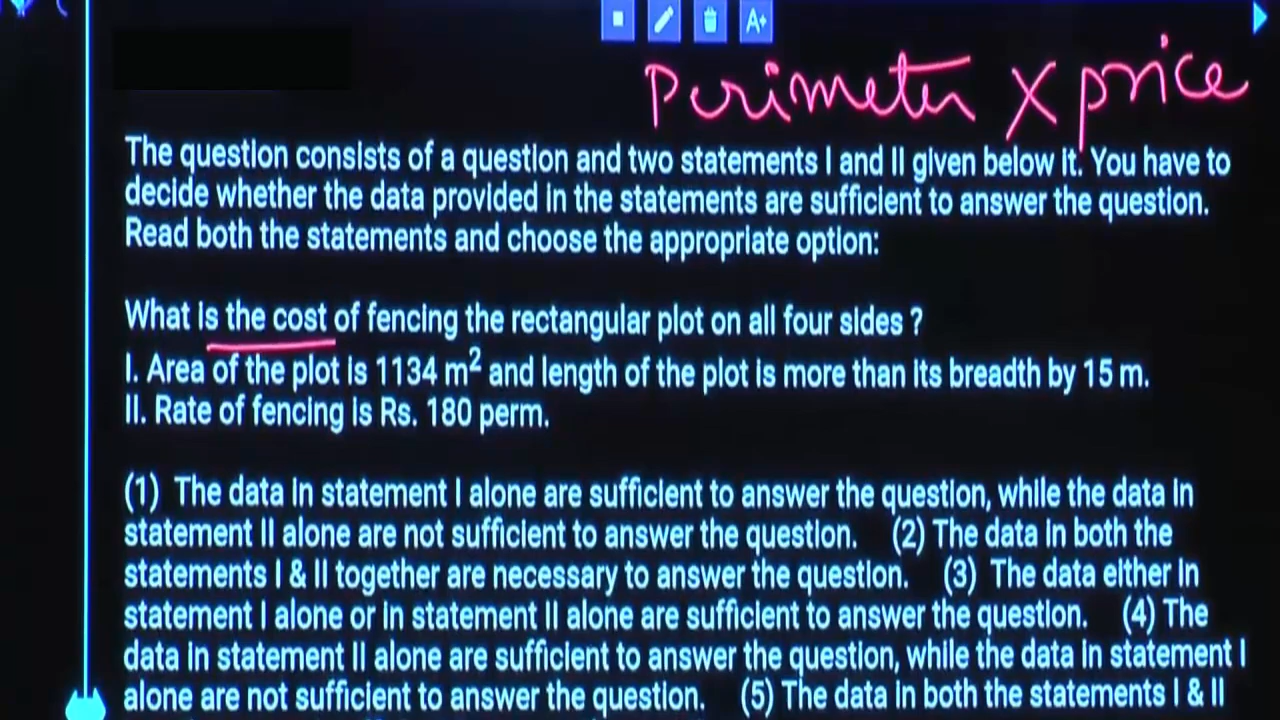 A+
Perimeter X price
The question consists of a question and two statements I and II given below it. You have to
decide whether the data provided in the statements are sufficient to answer the question.
Read both the statements and choose the appropriate option:
What is the cost of fencing the rectangular plot on all four sides ?
I. Area of the plot is 1134 m² and length of the plot is more than its breadth by 15 m.
II. Rate of fencing is Rs. 180 perm.
(1) The data in statement I alone are sufficient to answer the question, while the data in
statement II alone are not sufficient to answer the question. (2) The data in both the
statements I & II together are necessary to answer the question. (3) The data either in
statement I alone or in statement II alone are sufficient to answer the question. (4) The
data in statement II alone are sufficient to answer the question, while the data in statement I
alone are not sufficient to answer the question. (5) The data in both the statements I & II